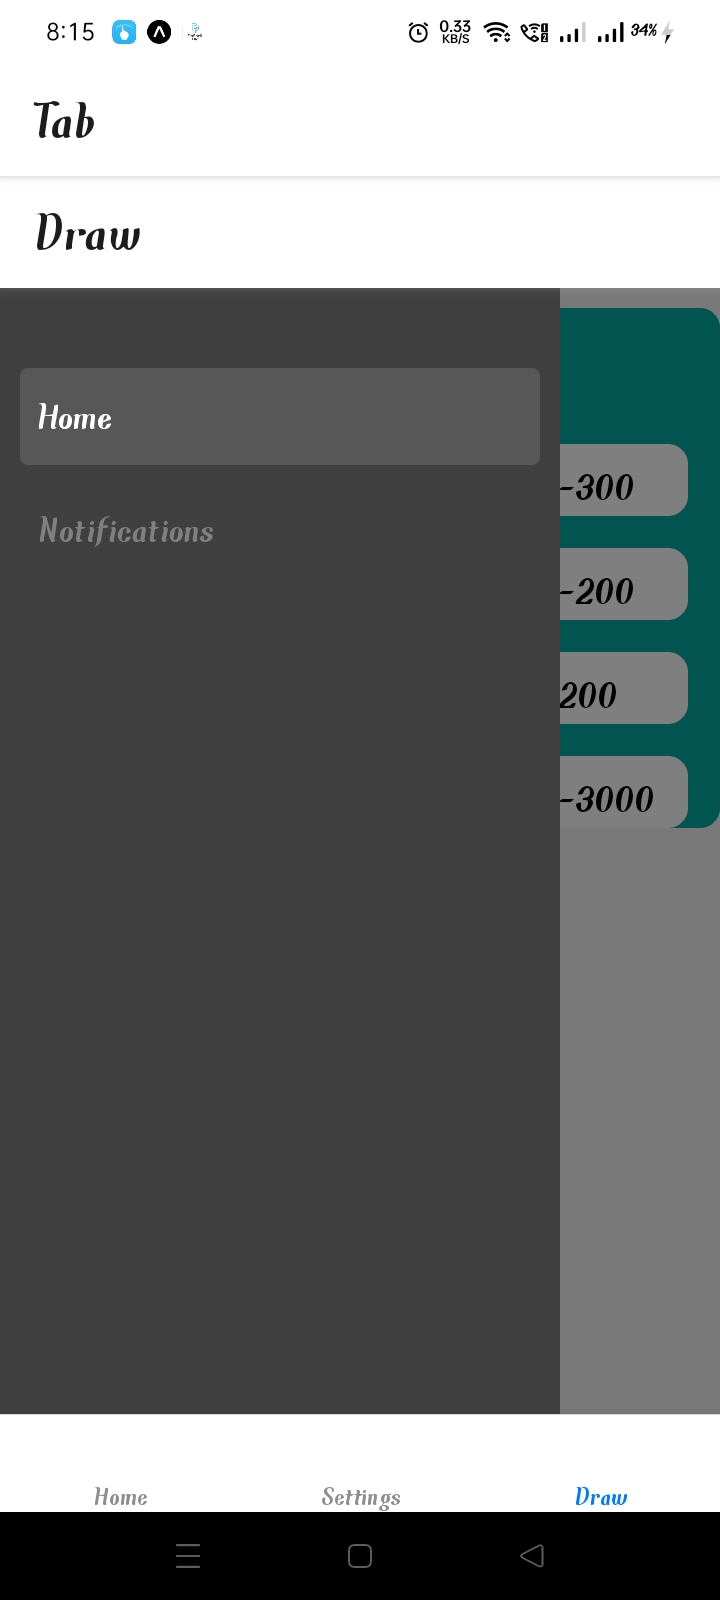 8:15 0.33 KB/S 34%
Tab
Draw
Home
-300
Notifications
-200
200
-3000
Home Settings Draw